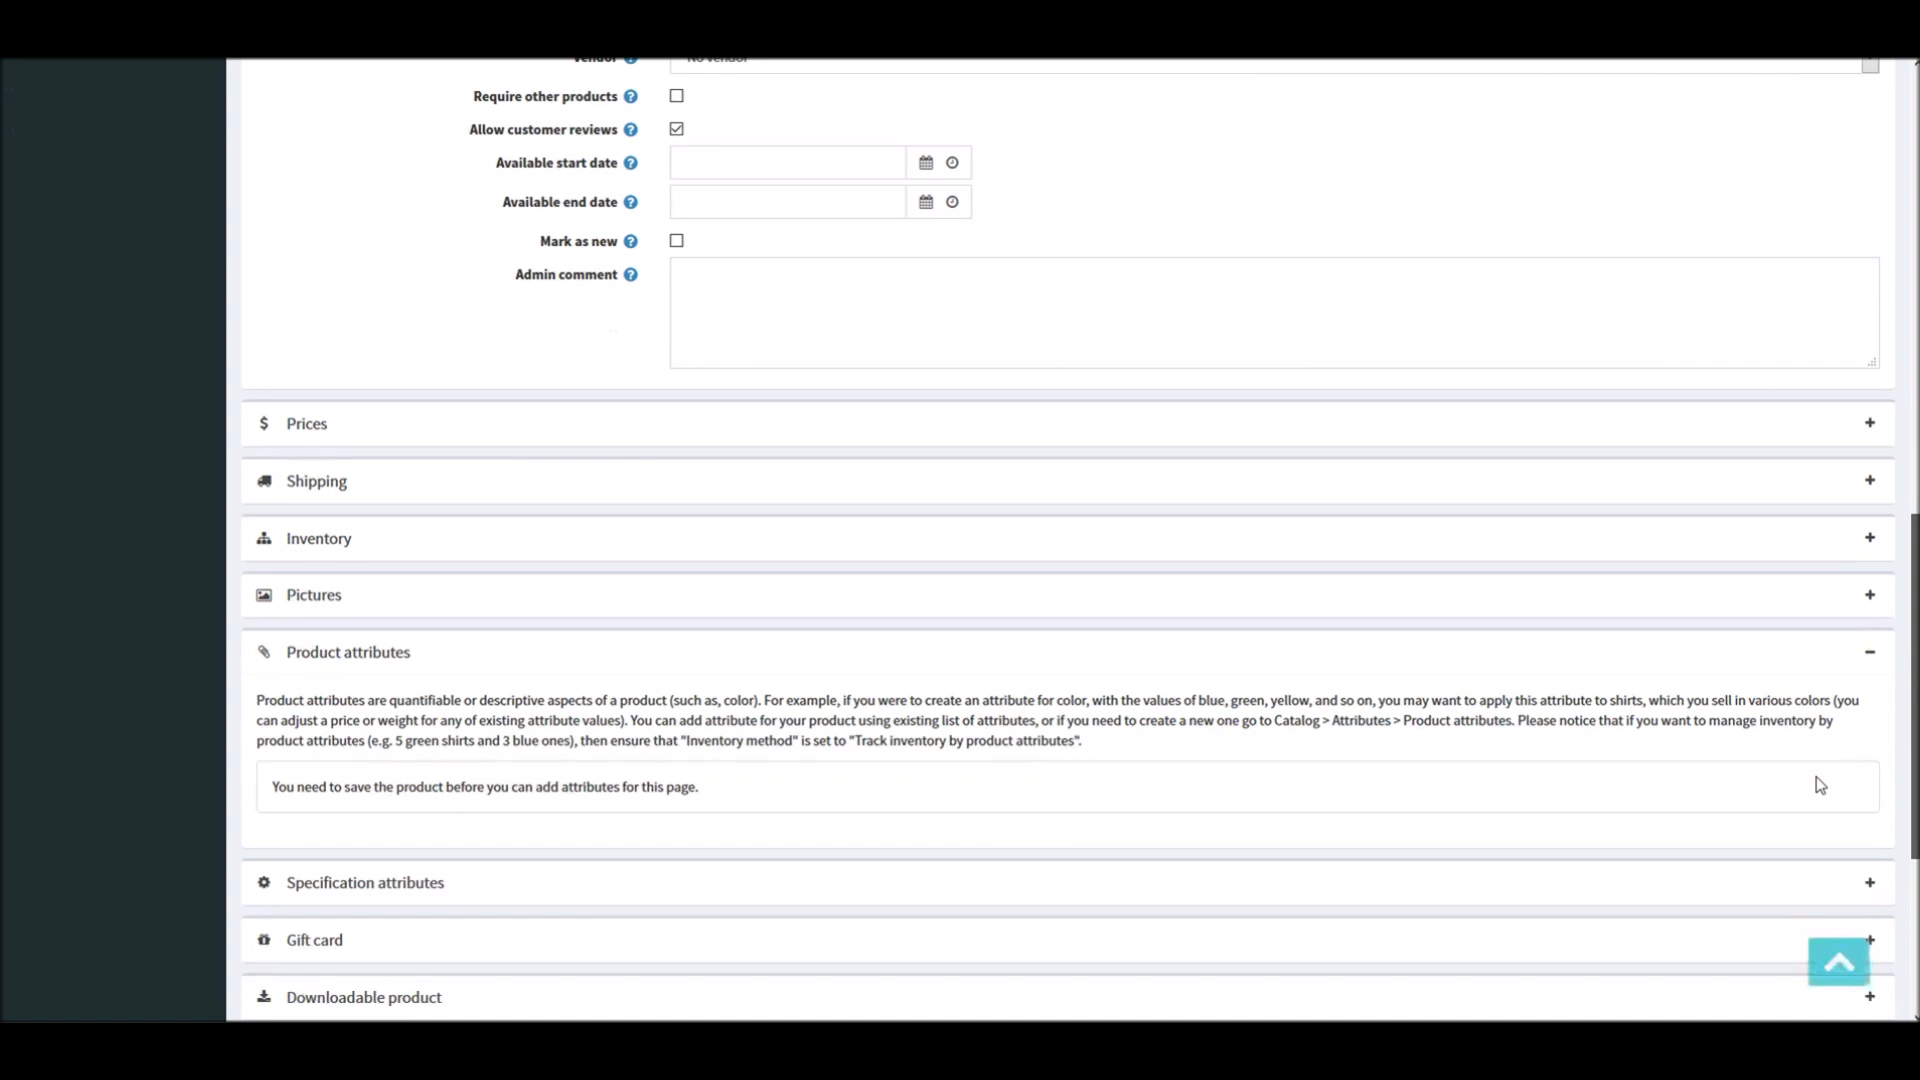 Vendor
No vendor
Require other products
Allow customer reviews
Available start date
Available end date
Mark as new
Admin comment
Prices
Shipping
Inventory
Pictures
Product attributes
Product attributes are quantifiable or descriptive aspects of a product (such as, color). For example, if you were to create an attribute for color, with the values of blue, green, yellow, and so on, you may want to apply this attribute to shirts, which you sell in various colors (you
can adjust a price or weight for any of existing attribute values). You can add attribute for your product using existing list of attributes, or if you need to create a new one go to Catalog > Attributes > Product attributes. Please notice that if you want to manage inventory by
product attributes (e.g. 5 green shirts and 3 blue ones), then ensure that "Inventory method" is set to "Track inventory by product attributes".
You need to save the product before you can add attributes for this page.
Specification attributes
Gift card
Downloadable product